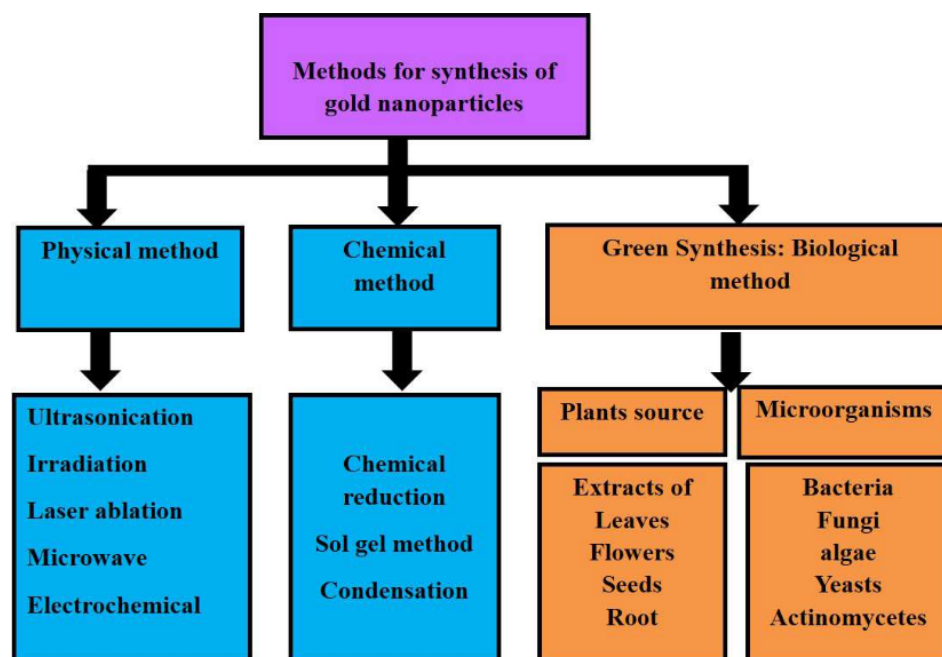 Methods for synthesis of
gold nanoparticles
Physical method
Chemical
method
Green Synthesis: Biological
method
Ultrasonication
Irradiation
Laser ablation
Microwave
Electrochemical
Chemical
reduction
Sol gel method
Condensation
Plants source
Extracts of
Leaves
Flowers
Seeds
Root
Microorganisms
Bacteria
Fungi
algae
Yeasts
Actinomycetes